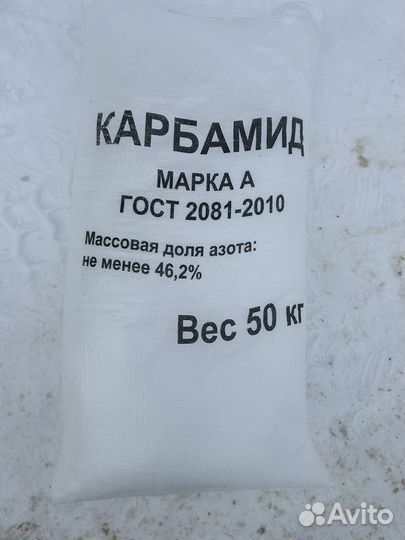 КАРБАМИД
МАРКА А
ГОСТ 2081-2010
Массовая доля азота:
не менее 46,2%
Вес 50 кг
Avito